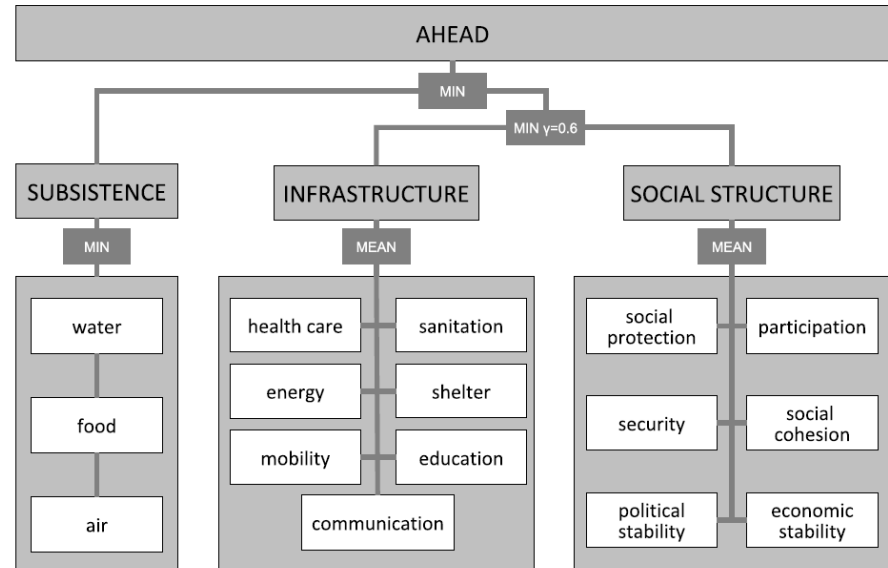 AHEAD
MIN
MIN γ=0.6
SUBSISTENCE
INFRASTRUCTURE
SOCIAL STRUCTURE
MIN
MEAN
MEAN
water
food
air
health care
sanitation
energy
shelter
mobility
education
communication
social
protection
participation
security
social
cohesion
political
stability
economic
stability